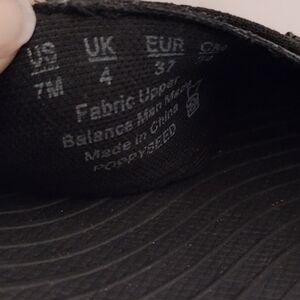 US UK EUR
7M 4 37
Fabric Upper
Balance Man Made
Made in China
POPPYSEED